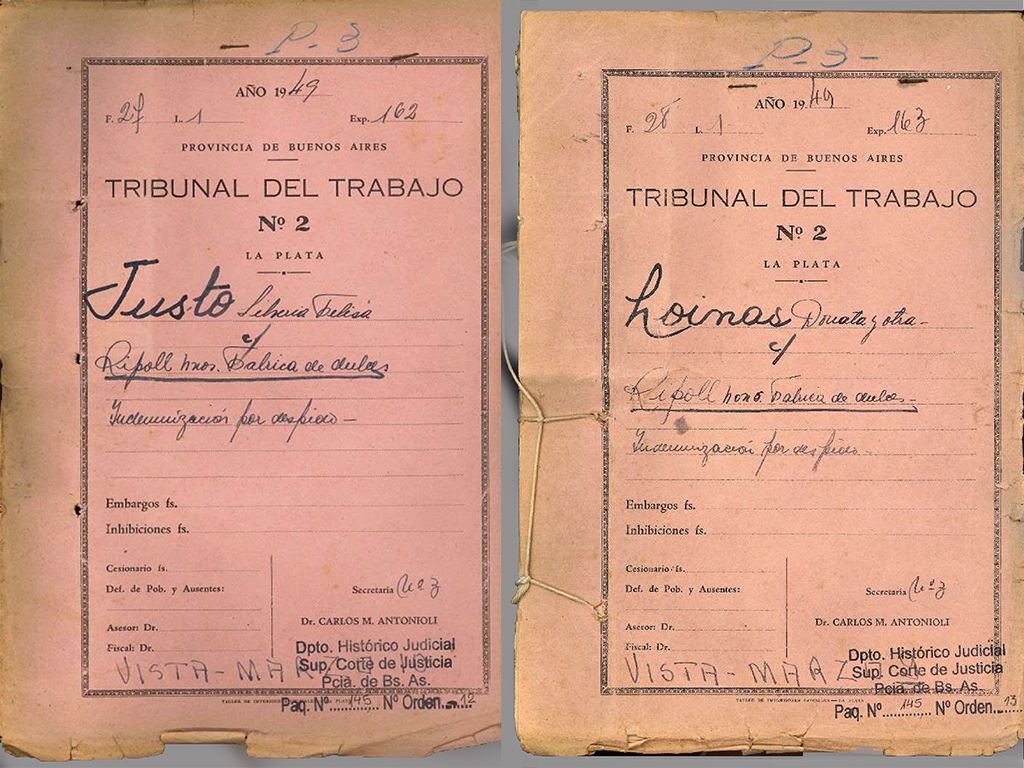 P. 3
AÑO 1949
F. 27 L. 1 Exp. 162
PROVINCIA DE BUENOS AIRES
TRIBUNAL DEL TRABAJO
Nº 2
LA PLATA
Justo Silveria Felisa
c/
Ripoll hnos. Fabrica de dulces
Indemnización por despido -
Embargos fs.
Inhibiciones fs.
Cesionario fs.
Def. de Pob. y Ausentes:
Secretaria Nº 3
Asesor: Dr.
Dr. CARLOS M. ANTONIOLI
Fiscal: Dr.
VISTA-MAR
Dpto. Histórico Judicial
Sup. Corte de Justicia
Pcia. de Bs. As.
Paq. Nº 145 Nº Orden 12
P. 3 -
AÑO 1949
F. 28 L. 1 Exp. 163
PROVINCIA DE BUENOS AIRES
TRIBUNAL DEL TRABAJO
Nº 2
LA PLATA
Loinas Donata y otra -
c/
Ripoll hnos. Fabrica de dulces -
Indemnización por despido -
Embargos fs.
Inhibiciones fs.
Cesionario fs.
Def. de Pob. y Ausentes:
Secretaria Nº 3
Asesor: Dr.
Dr. CARLOS M. ANTONIOLI
Fiscal: Dr.
VISTA-MARZ
Dpto. Histórico Judicial
Sup. Corte de Justicia
Pcia. de Bs. As.
Paq. Nº 145 Nº Orden 13